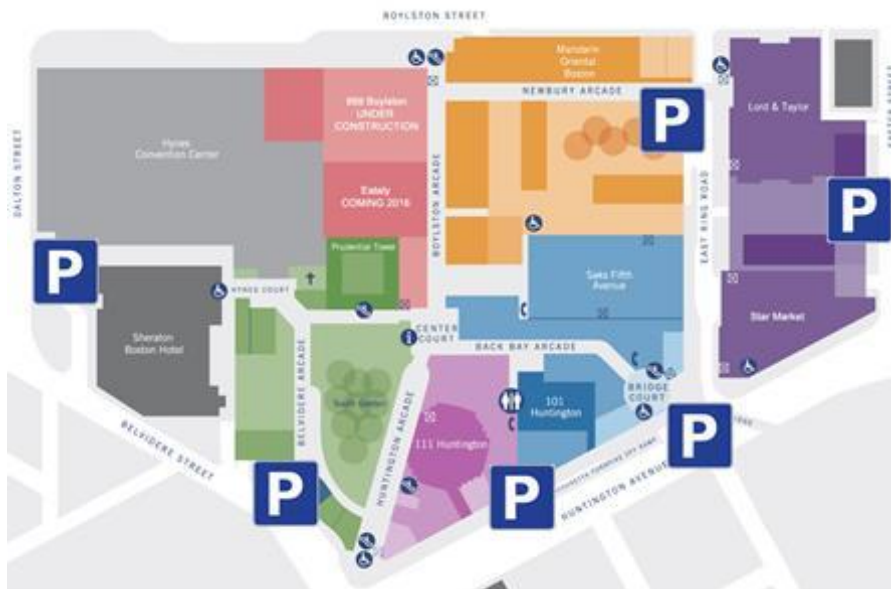 BOYLSTON STREET
Mandarin
Oriental
Boston
NEWBURY ARCADE
P
Lord & Taylor
888 Boylston
UNDER
CONSTRUCTION
Hynes
Convention Center
DALTON STREET
BOYLSTON ARCADE
Eataly
COMING 2016
EAST RING ROAD
P
Prudential Tower
P
HYNES COURT
Saks Fifth
Avenue
Star Market
Sheraton
Boston Hotel
CENTER
COURT
i
BACK BAY ARCADE
BELVIDERE ARCADE
South Garden
HUNTINGTON ARCADE
111 Huntington
101
Huntington
BRIDGE
COURT
BELVIDERE STREET
P
P
P
HUNTINGTON AVENUE